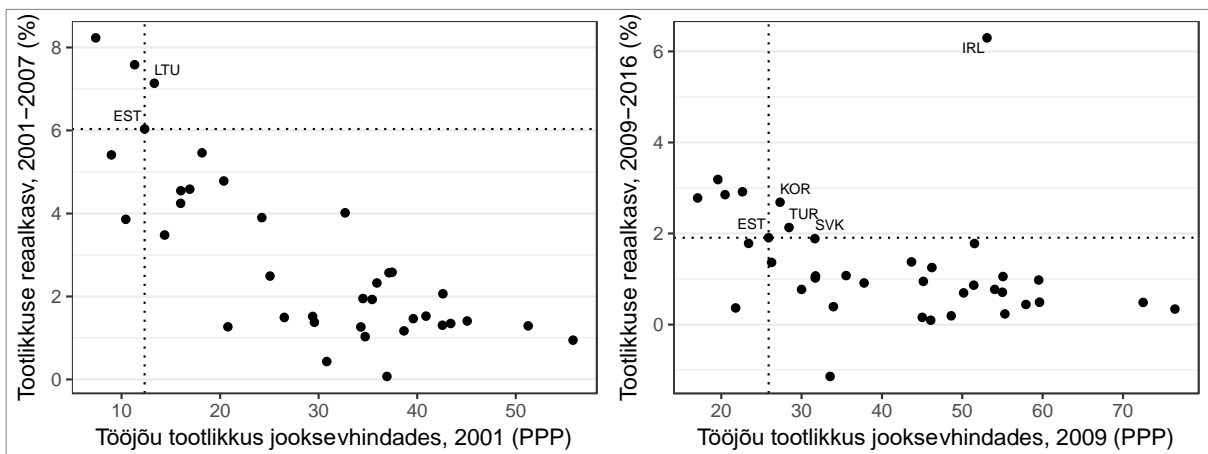 Tootlikkuse reaalkasv, 2001−2007 (%)
8
6
4
2
0
LTU
EST
10 20 30 40 50
Tööjõu tootlikkus jooksevhindades, 2001 (PPP)
Tootlikkuse reaalkasv, 2009−2016 (%)
6
4
2
0
IRL
KOR
TUR
EST
SVK
20 30 40 50 60 70
Tööjõu tootlikkus jooksevhindades, 2009 (PPP)